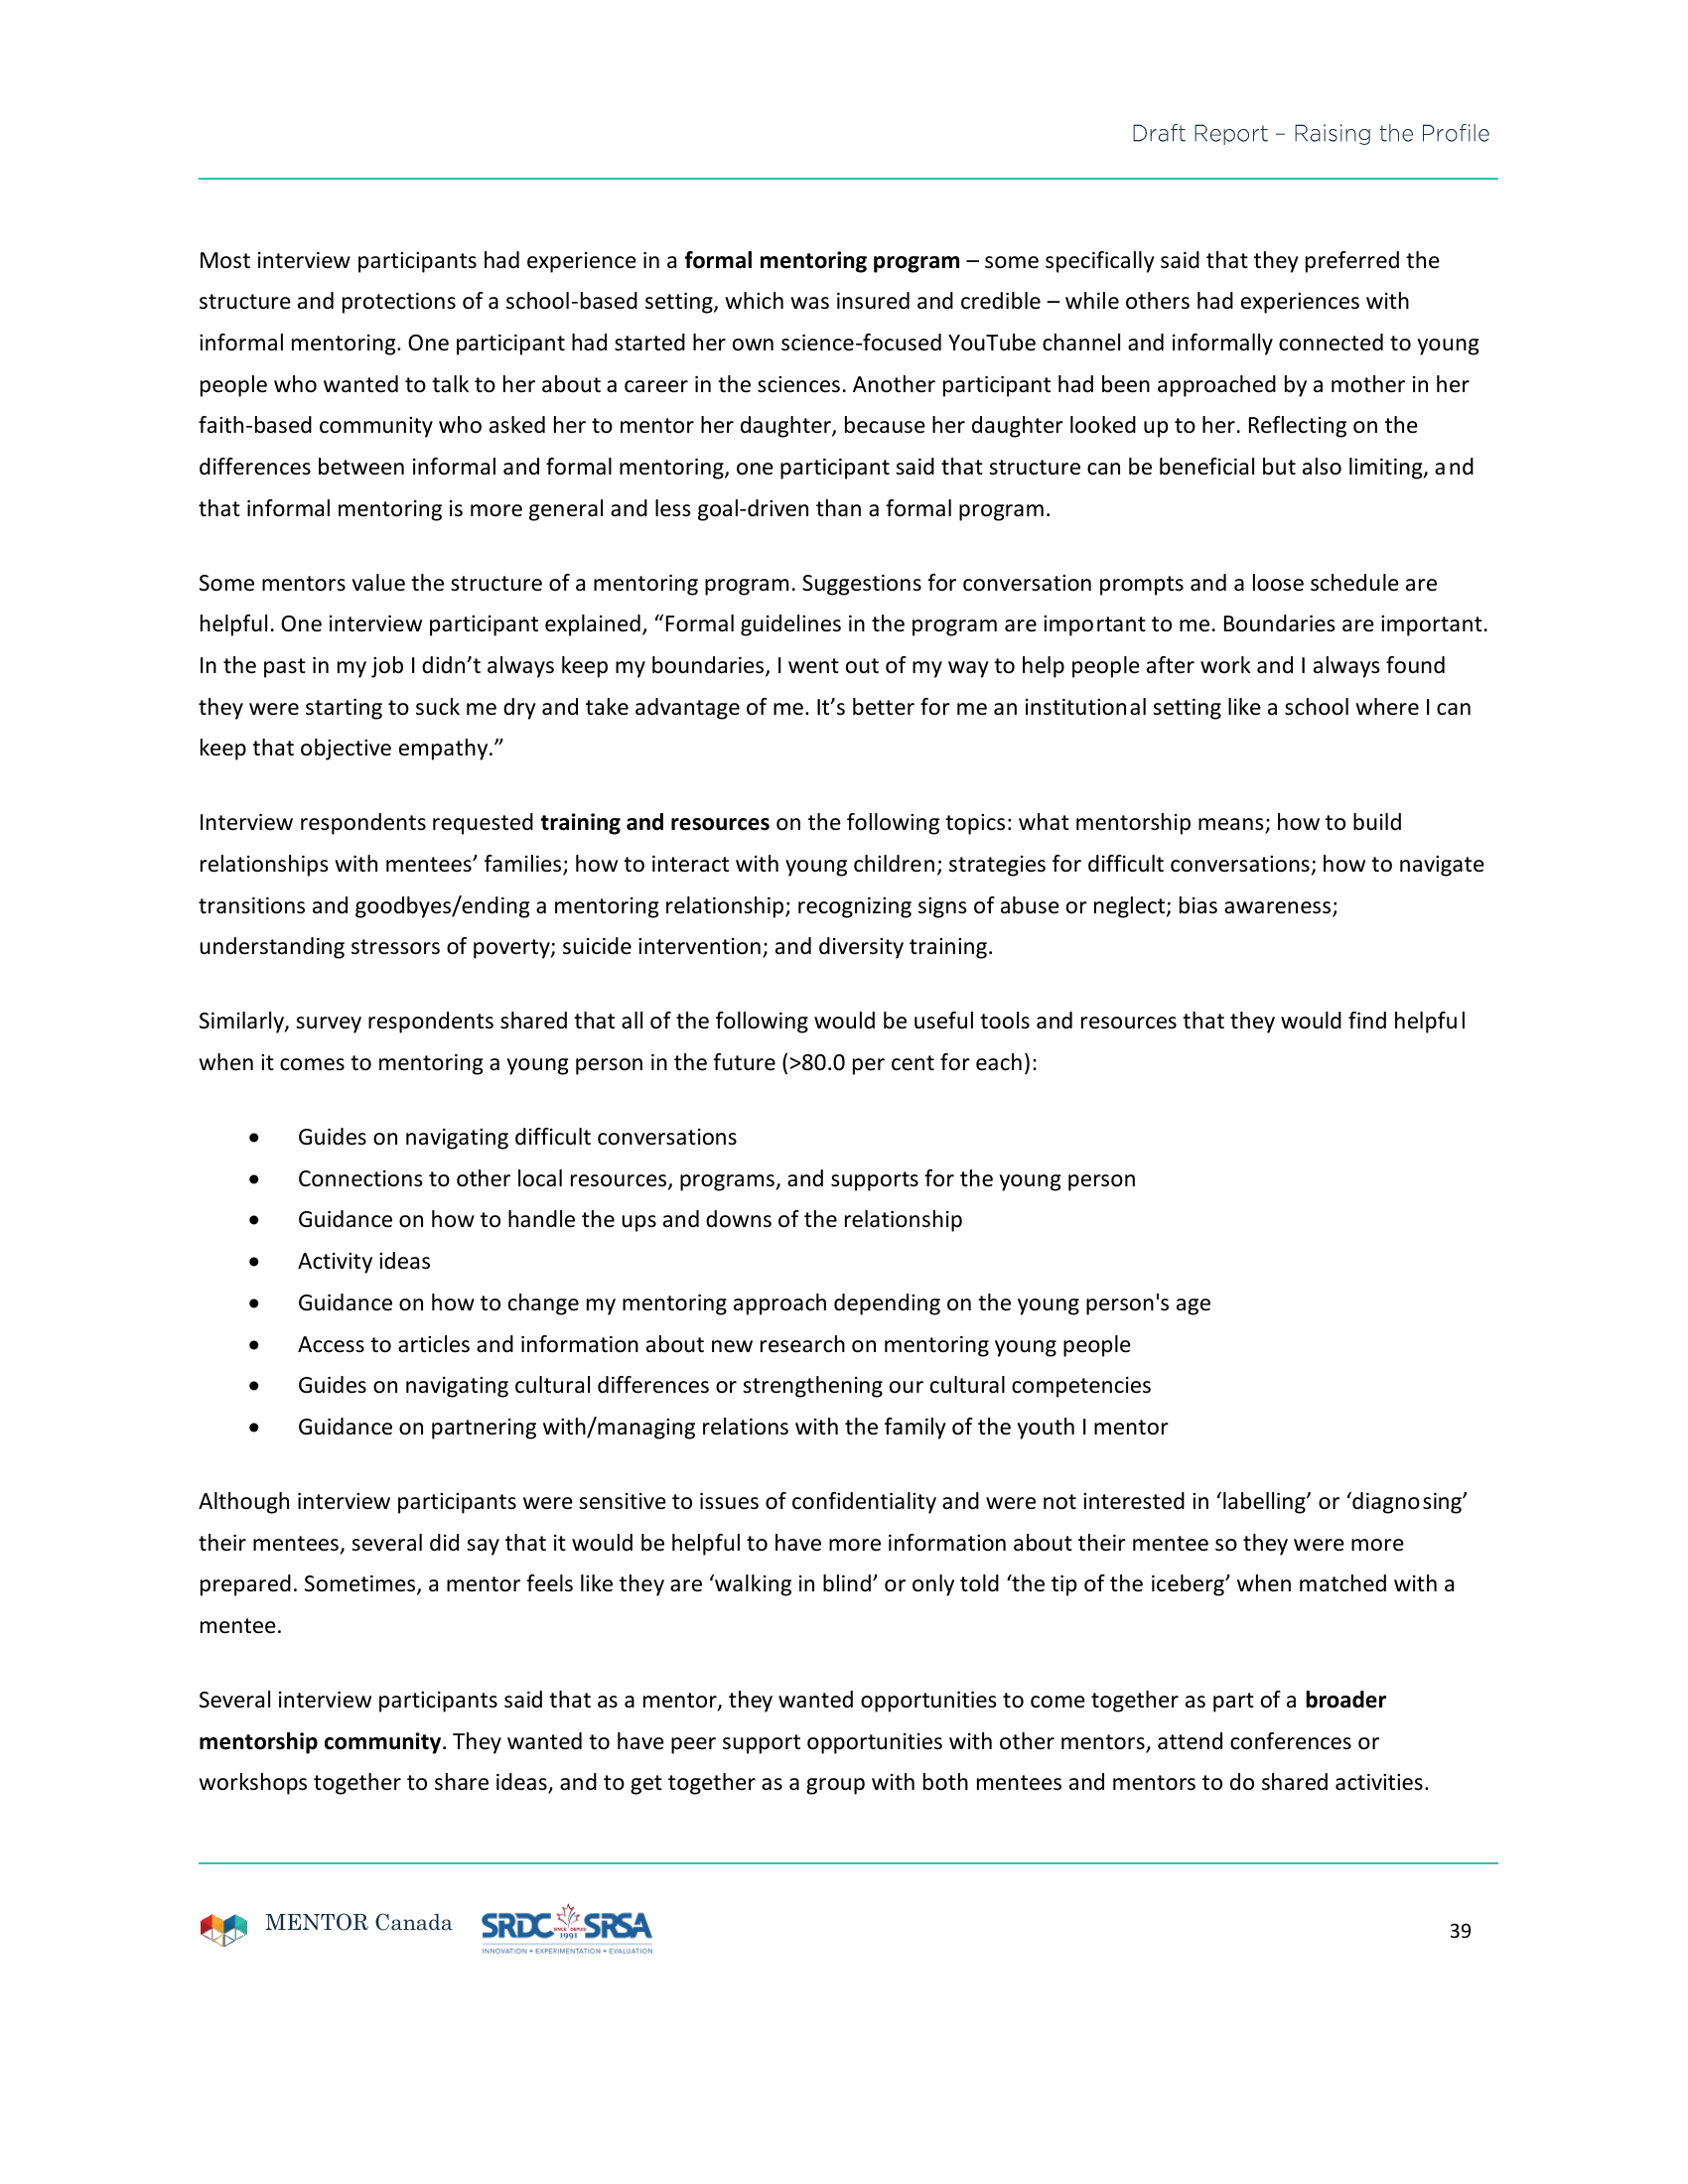 Draft Report – Raising the Profile
Most interview participants had experience in a formal mentoring program – some specifically said that they preferred the
structure and protections of a school-based setting, which was insured and credible – while others had experiences with
informal mentoring. One participant had started her own science-focused YouTube channel and informally connected to young
people who wanted to talk to her about a career in the sciences. Another participant had been approached by a mother in her
faith-based community who asked her to mentor her daughter, because her daughter looked up to her. Reflecting on the
differences between informal and formal mentoring, one participant said that structure can be beneficial but also limiting, and
that informal mentoring is more general and less goal-driven than a formal program.
Some mentors value the structure of a mentoring program. Suggestions for conversation prompts and a loose schedule are
helpful. One interview participant explained, “Formal guidelines in the program are important to me. Boundaries are important.
In the past in my job I didn’t always keep my boundaries, I went out of my way to help people after work and I always found
they were starting to suck me dry and take advantage of me. It’s better for me an institutional setting like a school where I can
keep that objective empathy.”
Interview respondents requested training and resources on the following topics: what mentorship means; how to build
relationships with mentees’ families; how to interact with young children; strategies for difficult conversations; how to navigate
transitions and goodbyes/ending a mentoring relationship; recognizing signs of abuse or neglect; bias awareness;
understanding stressors of poverty; suicide intervention; and diversity training.
Similarly, survey respondents shared that all of the following would be useful tools and resources that they would find helpful
when it comes to mentoring a young person in the future (>80.0 per cent for each):
• Guides on navigating difficult conversations
• Connections to other local resources, programs, and supports for the young person
• Guidance on how to handle the ups and downs of the relationship
• Activity ideas
• Guidance on how to change my mentoring approach depending on the young person's age
• Access to articles and information about new research on mentoring young people
• Guides on navigating cultural differences or strengthening our cultural competencies
• Guidance on partnering with/managing relations with the family of the youth I mentor
Although interview participants were sensitive to issues of confidentiality and were not interested in ‘labelling’ or ‘diagnosing’
their mentees, several did say that it would be helpful to have more information about their mentee so they were more
prepared. Sometimes, a mentor feels like they are ‘walking in blind’ or only told ‘the tip of the iceberg’ when matched with a
mentee.
Several interview participants said that as a mentor, they wanted opportunities to come together as part of a broader
mentorship community. They wanted to have peer support opportunities with other mentors, attend conferences or
workshops together to share ideas, and to get together as a group with both mentees and mentors to do shared activities.
MENTOR Canada
SRDC SINCE DEPUIS 1991 SRSA
INNOVATION • EXPERIMENTATION • EVALUATION
39